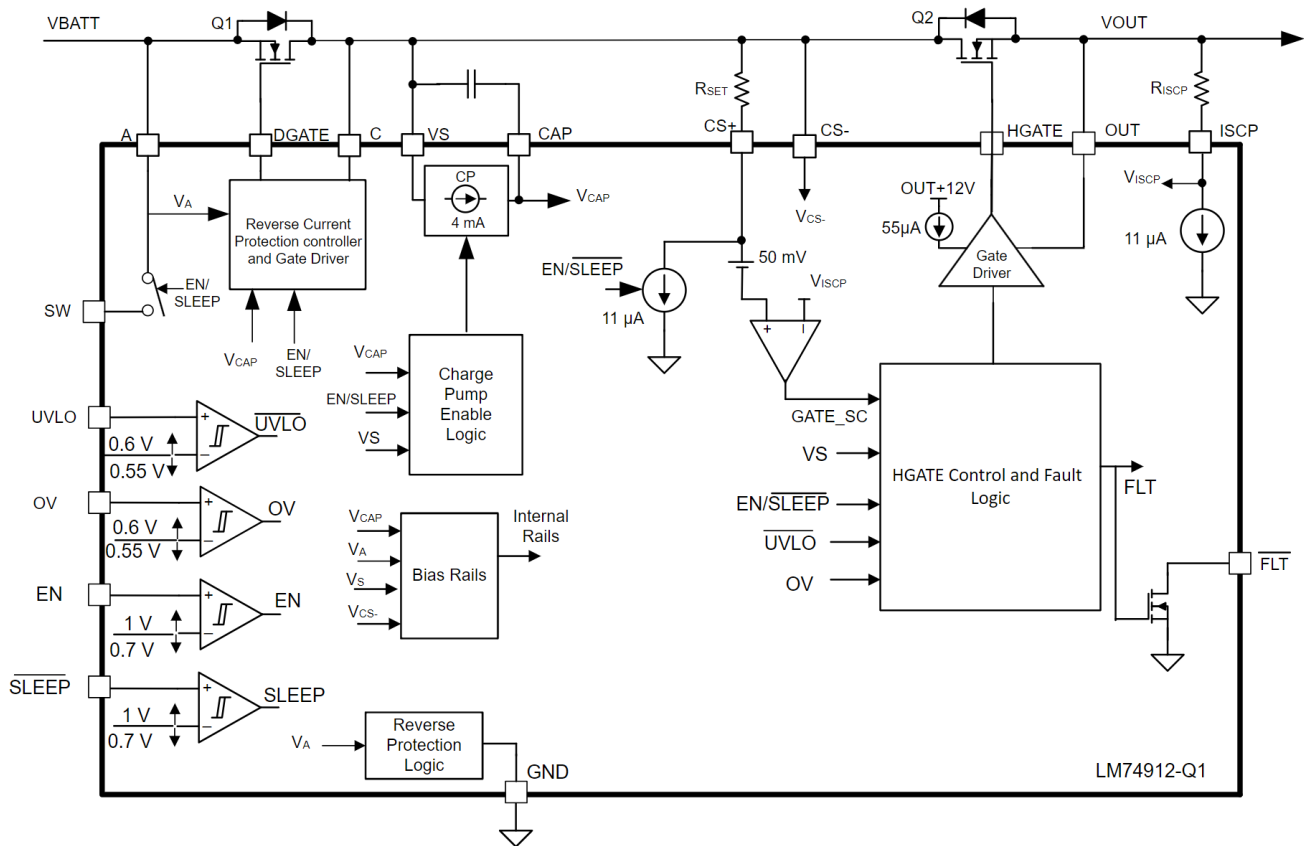 VBATT
Q1
Q2
VOUT
RSET
RISCP
A
DGATE
C
VS
CAP
CS+
CS-
HGATE
OUT
ISCP
VA
Reverse Current
Protection controller
and Gate Driver
CP
4 mA
VCAP
VCS-
OUT+12V
55µA
Gate
Driver
VISCP
11 µA
EN/
SLEEP
SW
VCAP
EN/
SLEEP
EN/SLEEP
11 µA
50 mV
VISCP
+
−
GATE_SC
VCAP
EN/SLEEP
VS
Charge
Pump
Enable
Logic
UVLO
0.6 V
0.55 V
+
−
UVLO
OV
0.6 V
0.55 V
+
−
OV
EN
1 V
0.7 V
+
−
EN
SLEEP
1 V
0.7 V
+
−
SLEEP
VCAP
VA
VS
VCS-
Bias Rails
Internal
Rails
VS
EN/SLEEP
UVLO
OV
HGATE Control and Fault
Logic
FLT
FLT
VA
Reverse
Protection
Logic
GND
LM74912-Q1